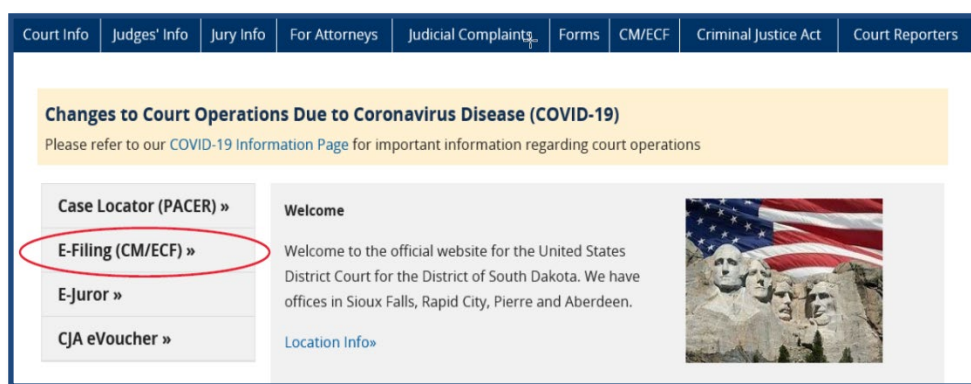 Court Info Judges' Info Jury Info For Attorneys Judicial Complaints Forms CM/ECF Criminal Justice Act Court Reporters
Changes to Court Operations Due to Coronavirus Disease (COVID-19)
Please refer to our COVID-19 Information Page for important information regarding court operations
Case Locator (PACER) »
E-Filing (CM/ECF) »
E-Juror »
CJA eVoucher »
Welcome
Welcome to the official website for the United States
District Court for the District of South Dakota. We have
offices in Sioux Falls, Rapid City, Pierre and Aberdeen.
Location Info»